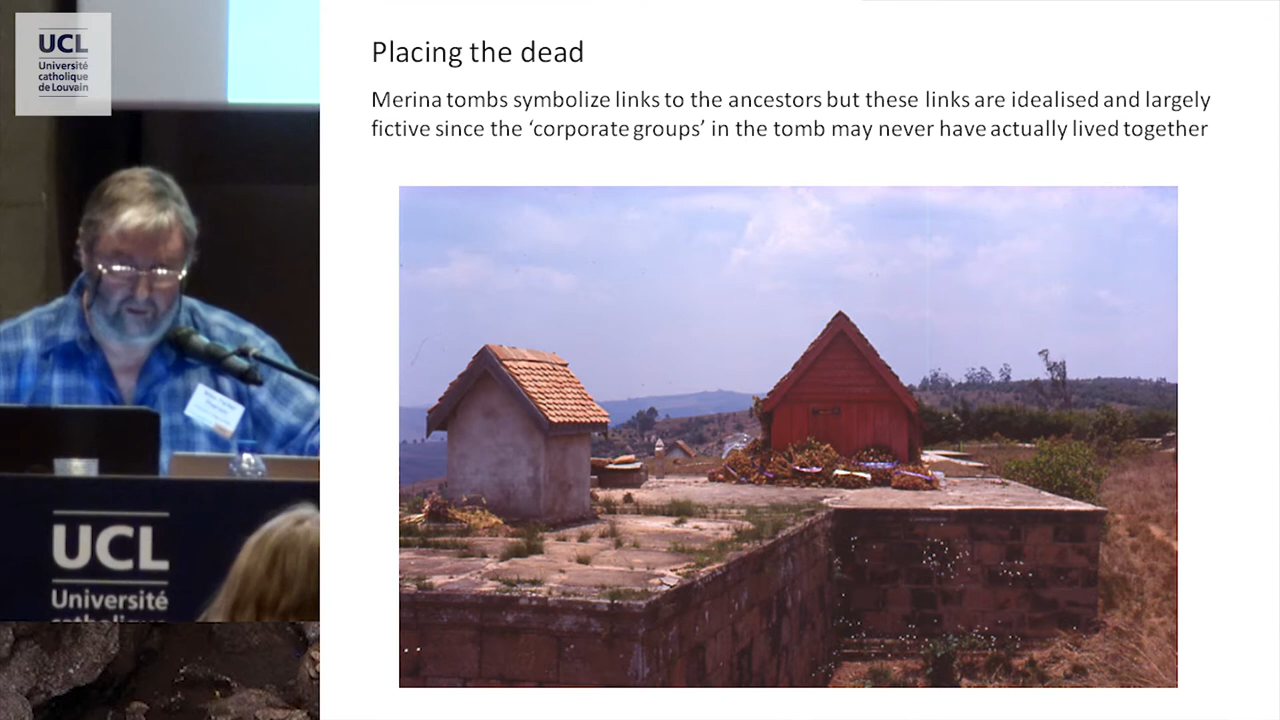 UCL
Université
catholique
de Louvain
Placing the dead
Merina tombs symbolize links to the ancestors but these links are idealised and largely
fictive since the ‘corporate groups’ in the tomb may never have actually lived together
UCL
Université